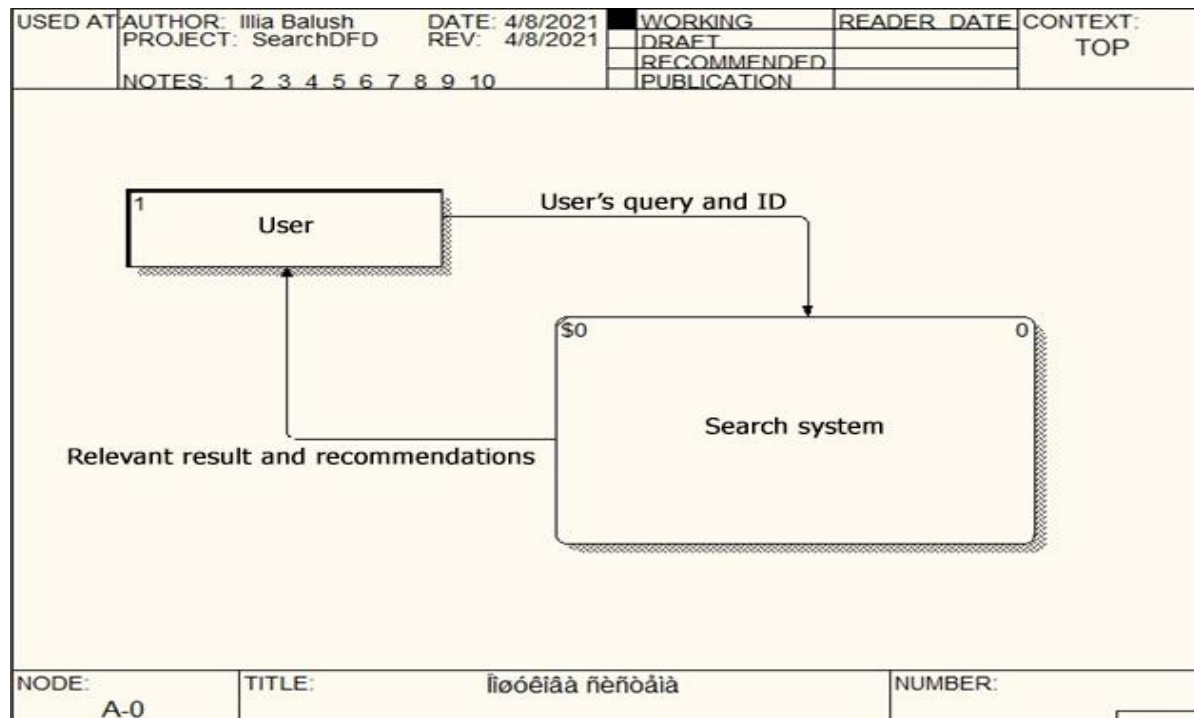 USED AT: AUTHOR: Illia Balush DATE: 4/8/2021 WORKING READER DATE CONTEXT:
PROJECT: SearchDFD REV: 4/8/2021 DRAFT TOP
RECOMMENDED
NOTES: 1 2 3 4 5 6 7 8 9 10 PUBLICATION
User's query and ID
1
User
$0 0
Search system
Relevant result and recommendations
NODE: TITLE: Ïîøóêîâà ñèñòåìà NUMBER:
A-0